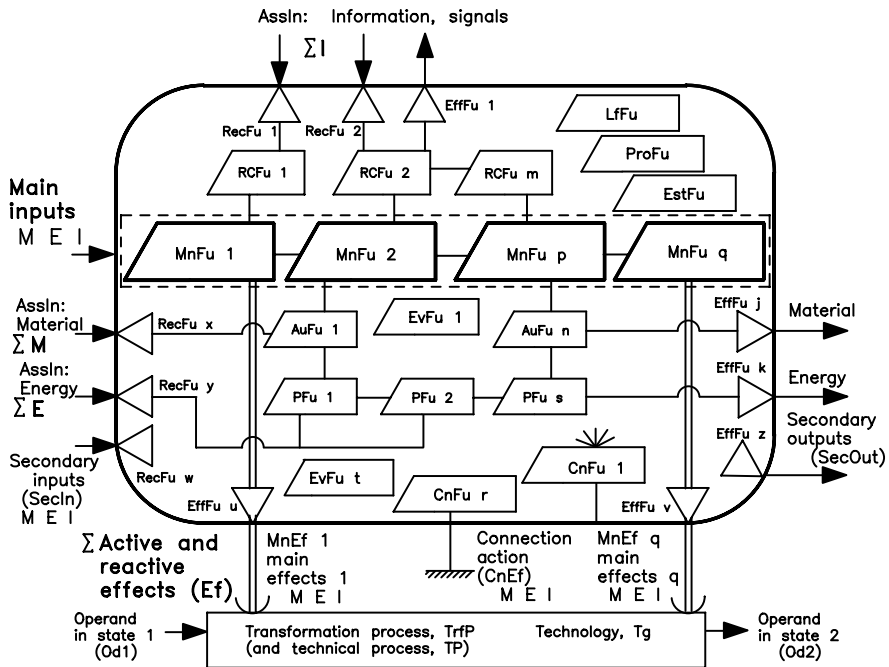 AssIn: Information, signals
∑I
RecFu 1
RecFu 2
EffFu 1
LfFu
ProFu
EstFu
RCFu 1
RCFu 2
RCFu m
Main
inputs
M E I
MnFu 1
MnFu 2
MnFu p
MnFu q
AssIn:
Material
∑M
RecFu x
AuFu 1
EvFu 1
AuFu n
EffFu j
Material
AssIn:
Energy
∑E
RecFu y
PFu 1
PFu 2
PFu s
EffFu k
Energy
Secondary
inputs
(SecIn)
M E I
RecFu w
EvFu t
CnFu r
CnFu 1
EffFu z
Secondary
outputs
(SecOut)
EffFu u
EffFu v
∑Active and
reactive
effects (Ef)
MnEf 1
main
effects 1
M E I
Connection
action
(CnEf)
M E I
MnEf q
main
effects q
M E I
Operand
in state 1
(Od1)
Transformation process, TrfP
(and technical process, TP)
Technology, Tg
Operand
in state 2
(Od2)